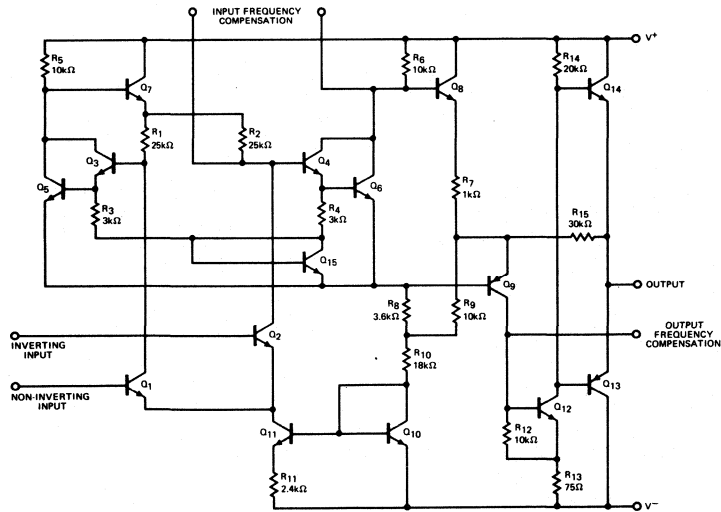 INPUT FREQUENCY
COMPENSATION
V+
R5
10kΩ
R6
10kΩ
R14
20kΩ
Q7
Q8
Q14
R1
25kΩ
R2
25kΩ
Q3
Q4
Q5
Q6
R7
1kΩ
R3
3kΩ
R4
3kΩ
R15
30kΩ
Q15
Q9
OUTPUT
R8
3.6kΩ
R9
10kΩ
OUTPUT
FREQUENCY
COMPENSATION
INVERTING
INPUT
Q2
R10
18kΩ
NON-INVERTING
INPUT
Q1
Q12
Q13
Q11
Q10
R12
10kΩ
R11
2.4kΩ
R13
75Ω
V−